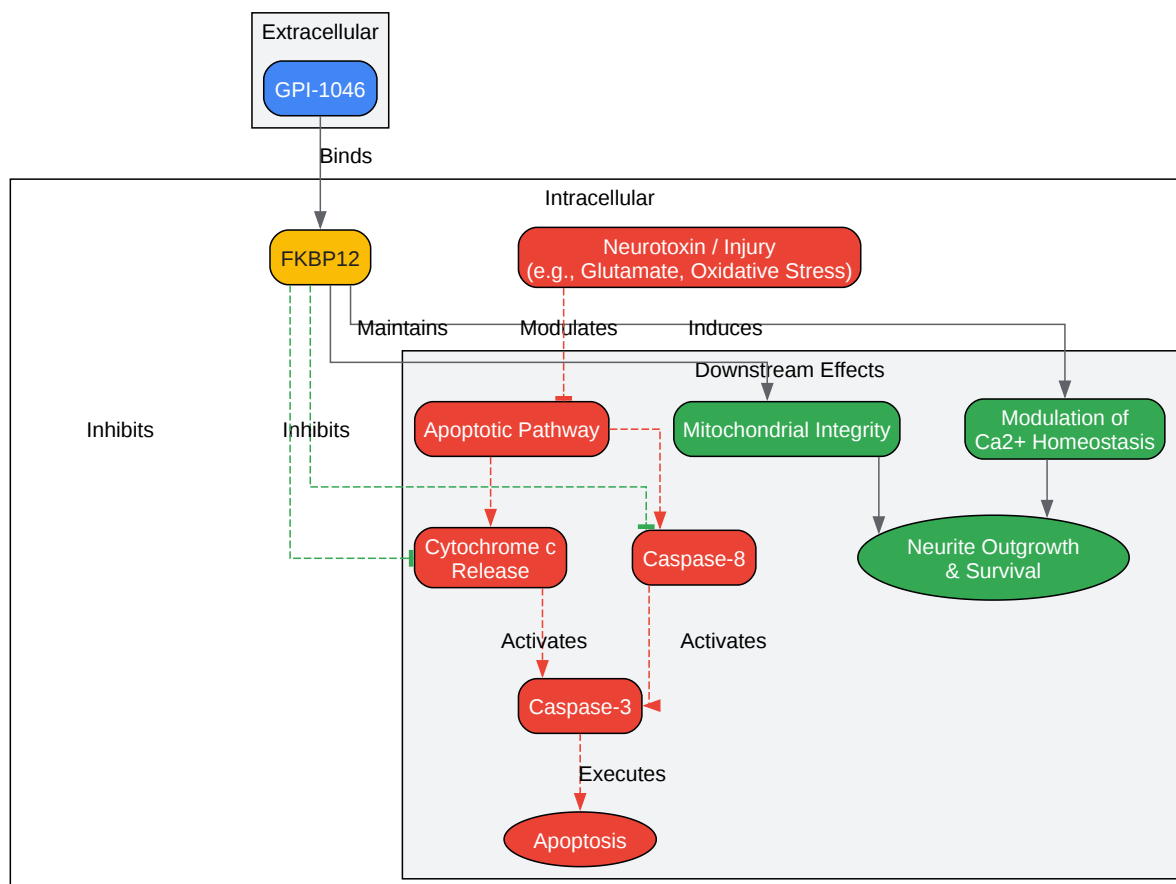 Extracellular
GPI-1046
Binds
Intracellular
FKBP12
Neurotoxin / Injury
(e.g., Glutamate, Oxidative Stress)
Maintains
Modulates
Induces
Downstream Effects
Inhibits
Inhibits
Apoptotic Pathway
Mitochondrial Integrity
Modulation of
Ca2+ Homeostasis
Cytochrome c
Release
Caspase-8
Neurite Outgrowth
& Survival
Activates
Activates
Caspase-3
Executes
Apoptosis